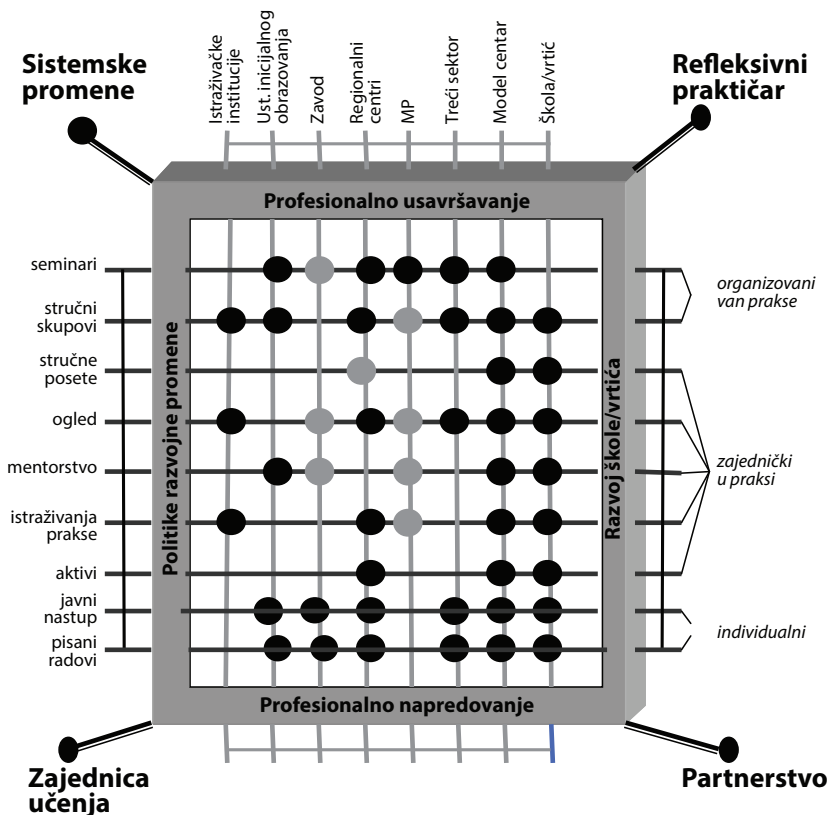 Sistemske
promene
Istraživačke
institucije
Ust. inicijalnog
obrazovanja
Zavod
Regionalni
centri
MP
Treći sektor
Model centar
Škola/vrtić
Refleksivni
praktičar
Profesionalno usavršavanje
seminari
stručni
skupovi
stručne
posete
ogled
mentorstvo
istraživanja
prakse
aktivi
javni
nastup
pisani
radovi
Politike razvojne promene
Razvoj škole/vrtića
organizovani
van prakse
zajednički
u praksi
individualni
Profesionalno napredovanje
Zajednica
učenja
Partnerstvo